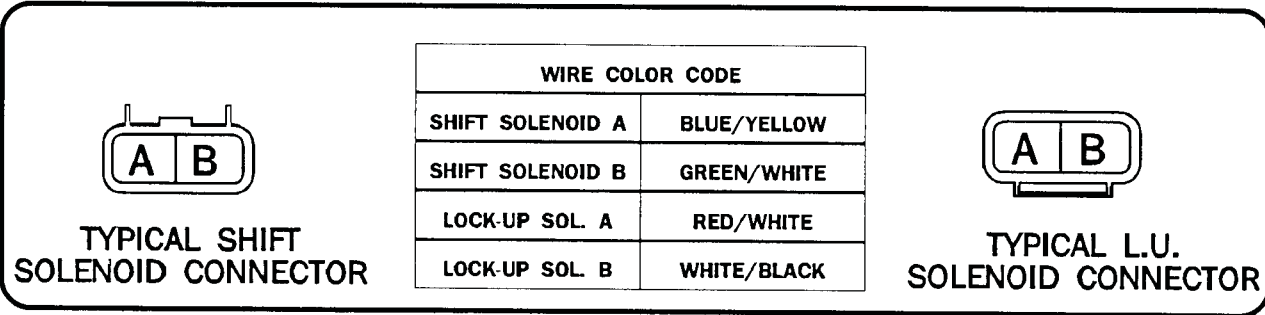 A B
TYPICAL SHIFT
SOLENOID CONNECTOR
WIRE COLOR CODE
SHIFT SOLENOID A BLUE/YELLOW
SHIFT SOLENOID B GREEN/WHITE
LOCK-UP SOL. A RED/WHITE
LOCK-UP SOL. B WHITE/BLACK
A B
TYPICAL L.U.
SOLENOID CONNECTOR